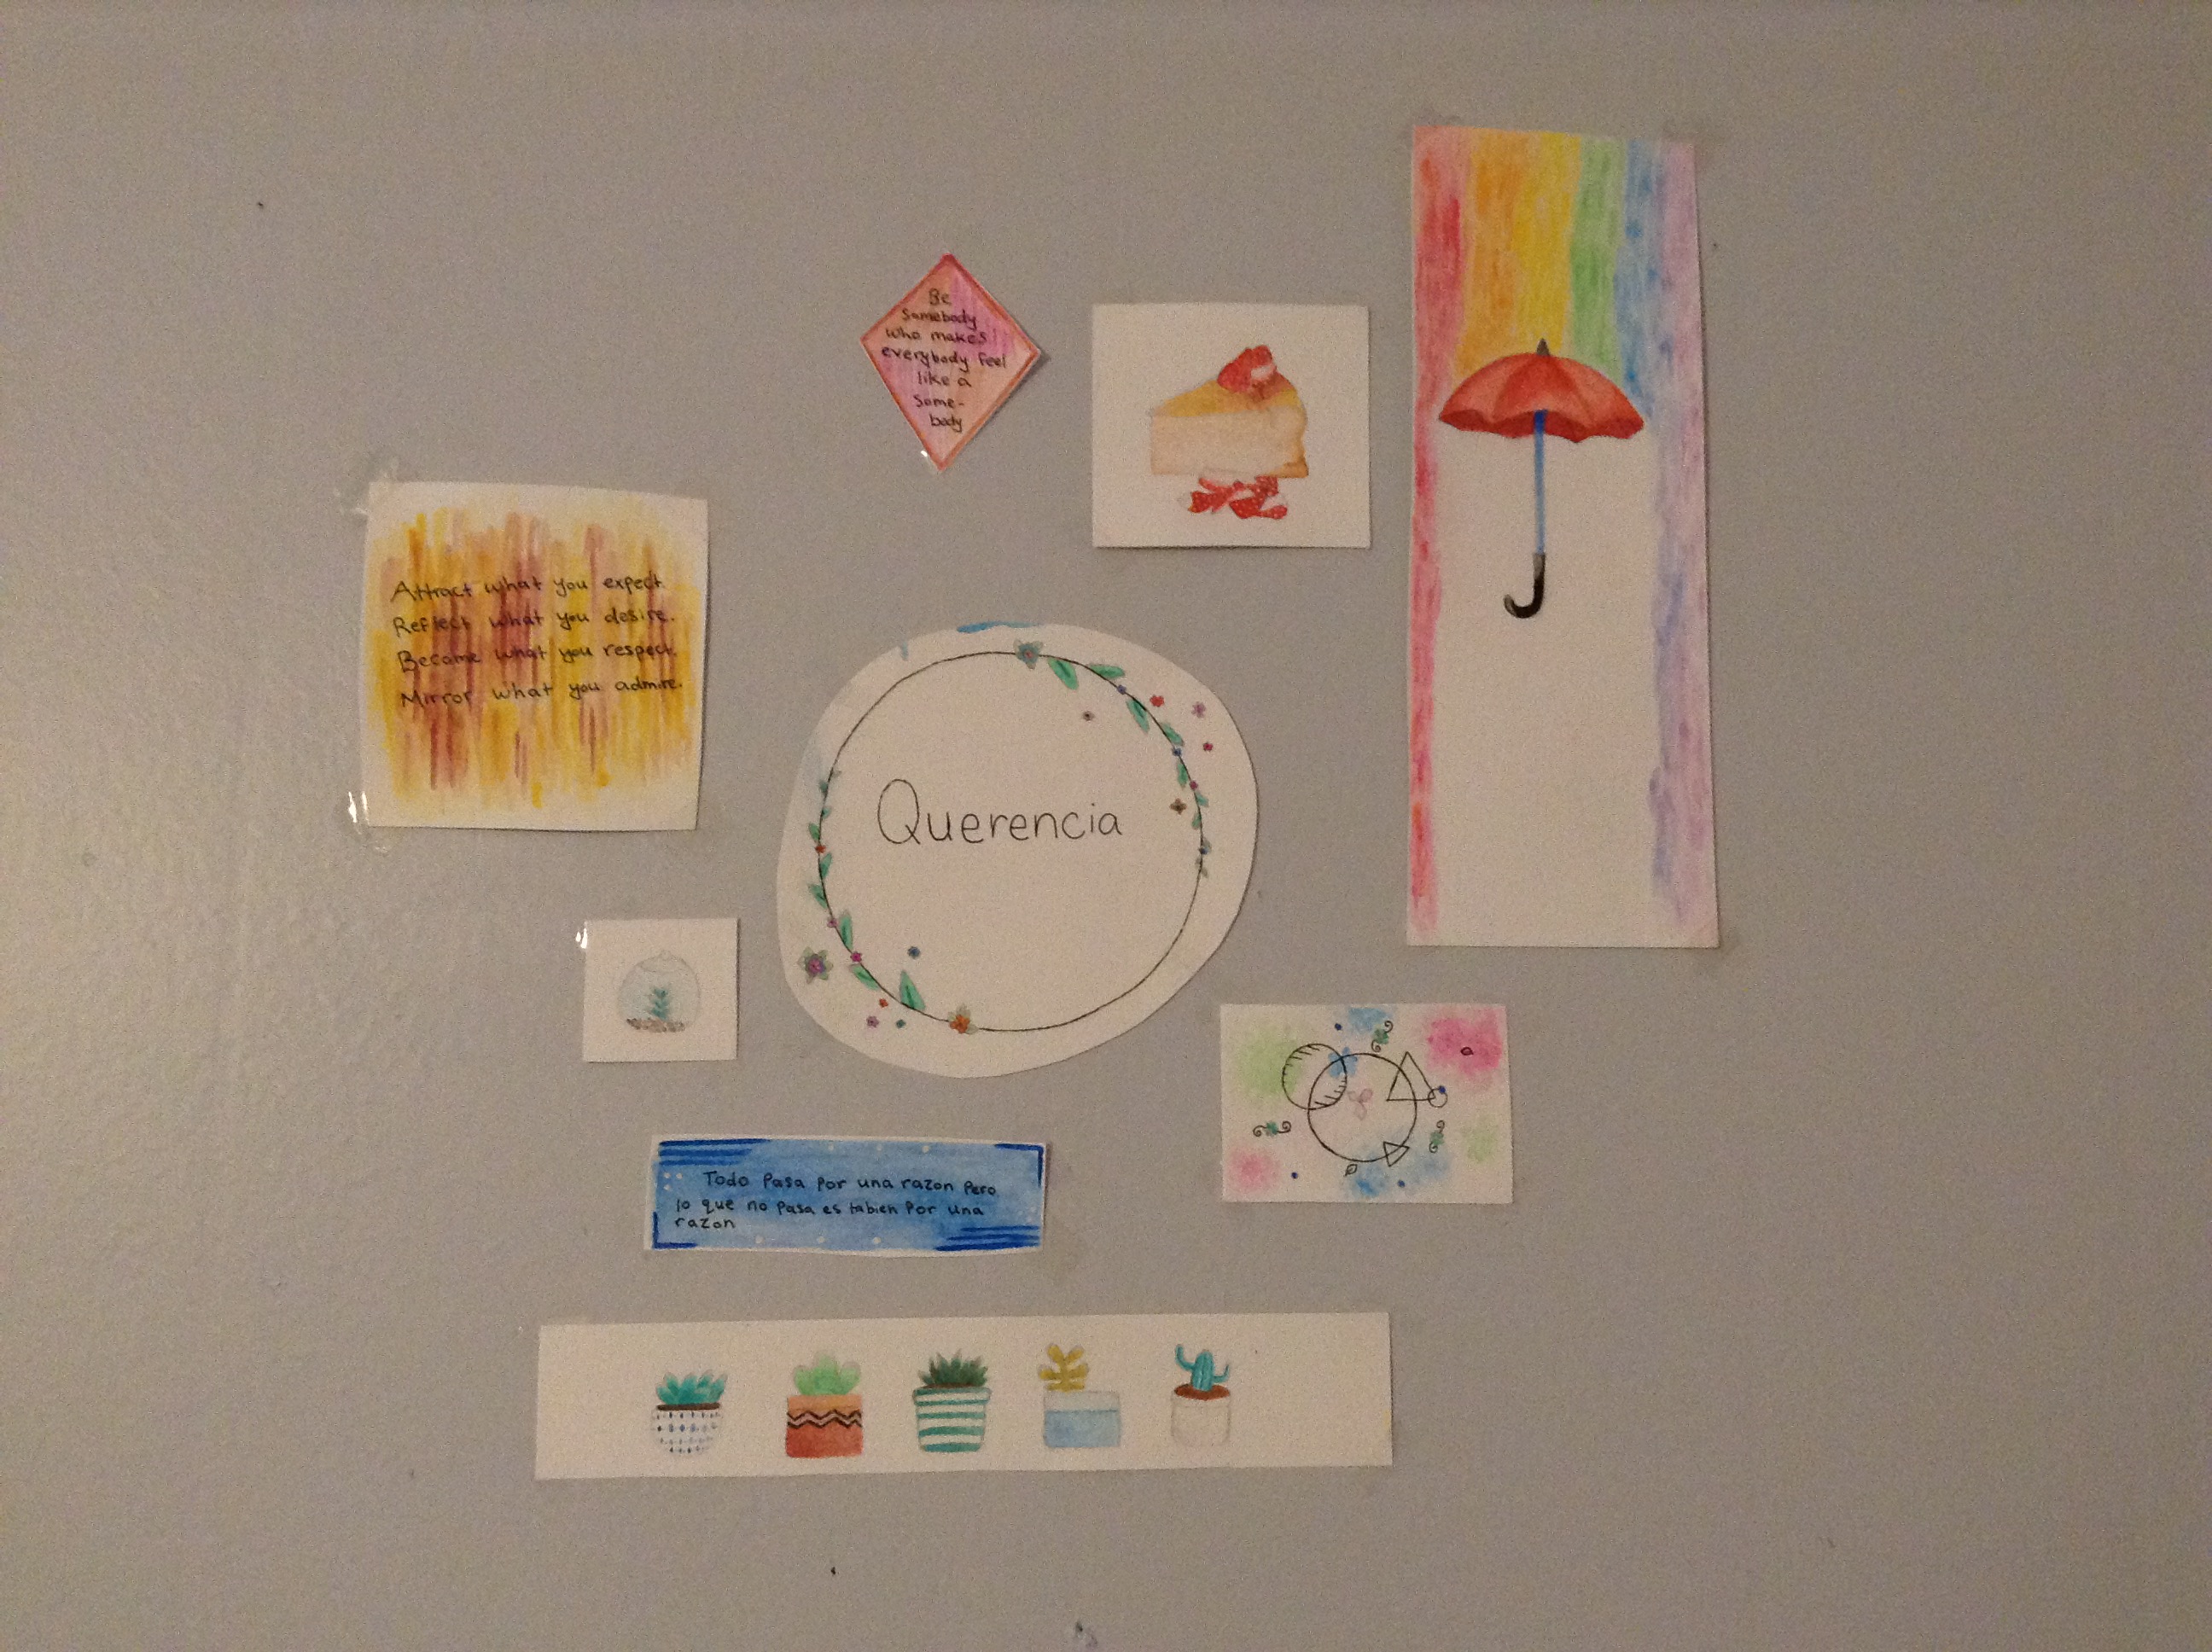 Be
Somebody
who makes
everybody feel
like a
Some-
body
Attract what you expect.
Reflect what you desire.
Become what you respect.
Mirror what you admire.
Querencia
Todo pasa por una razon pero
lo que no pasa es tabien por una
razon